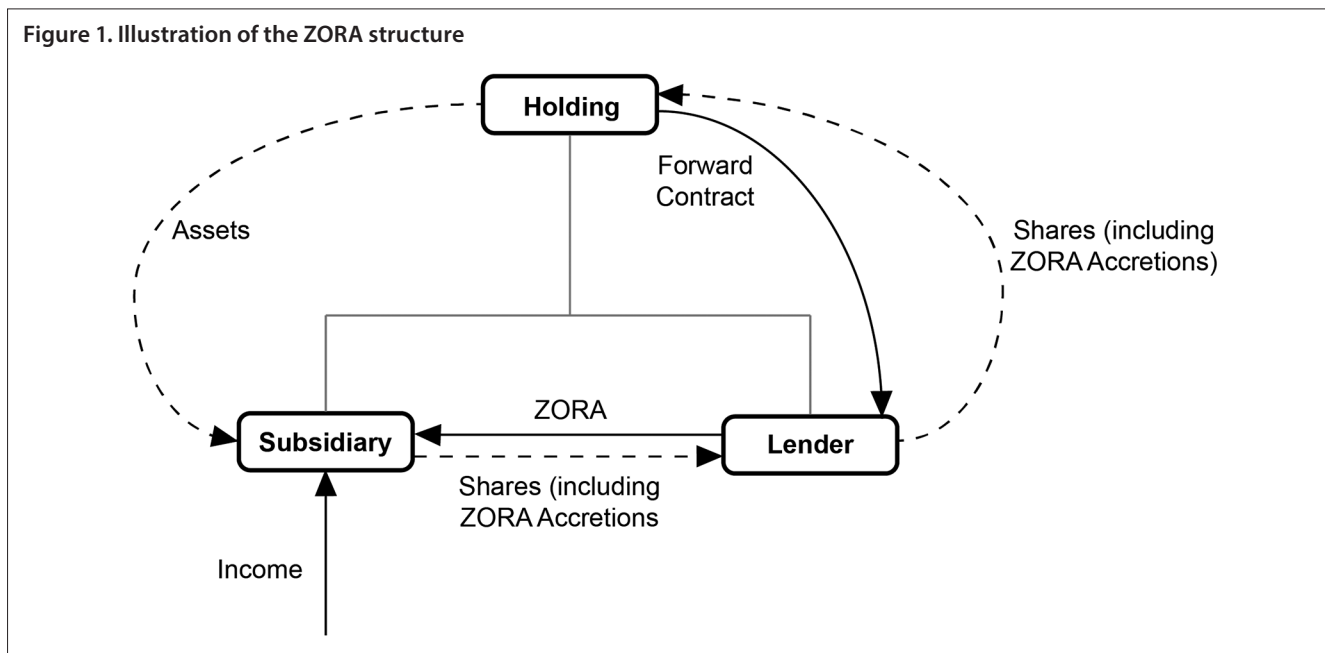 Figure 1. Illustration of the ZORA structure
Holding
Forward
Contract
Assets
Shares (including
ZORA Accretions)
ZORA
Subsidiary
Lender
Shares (including
ZORA Accretions
Income